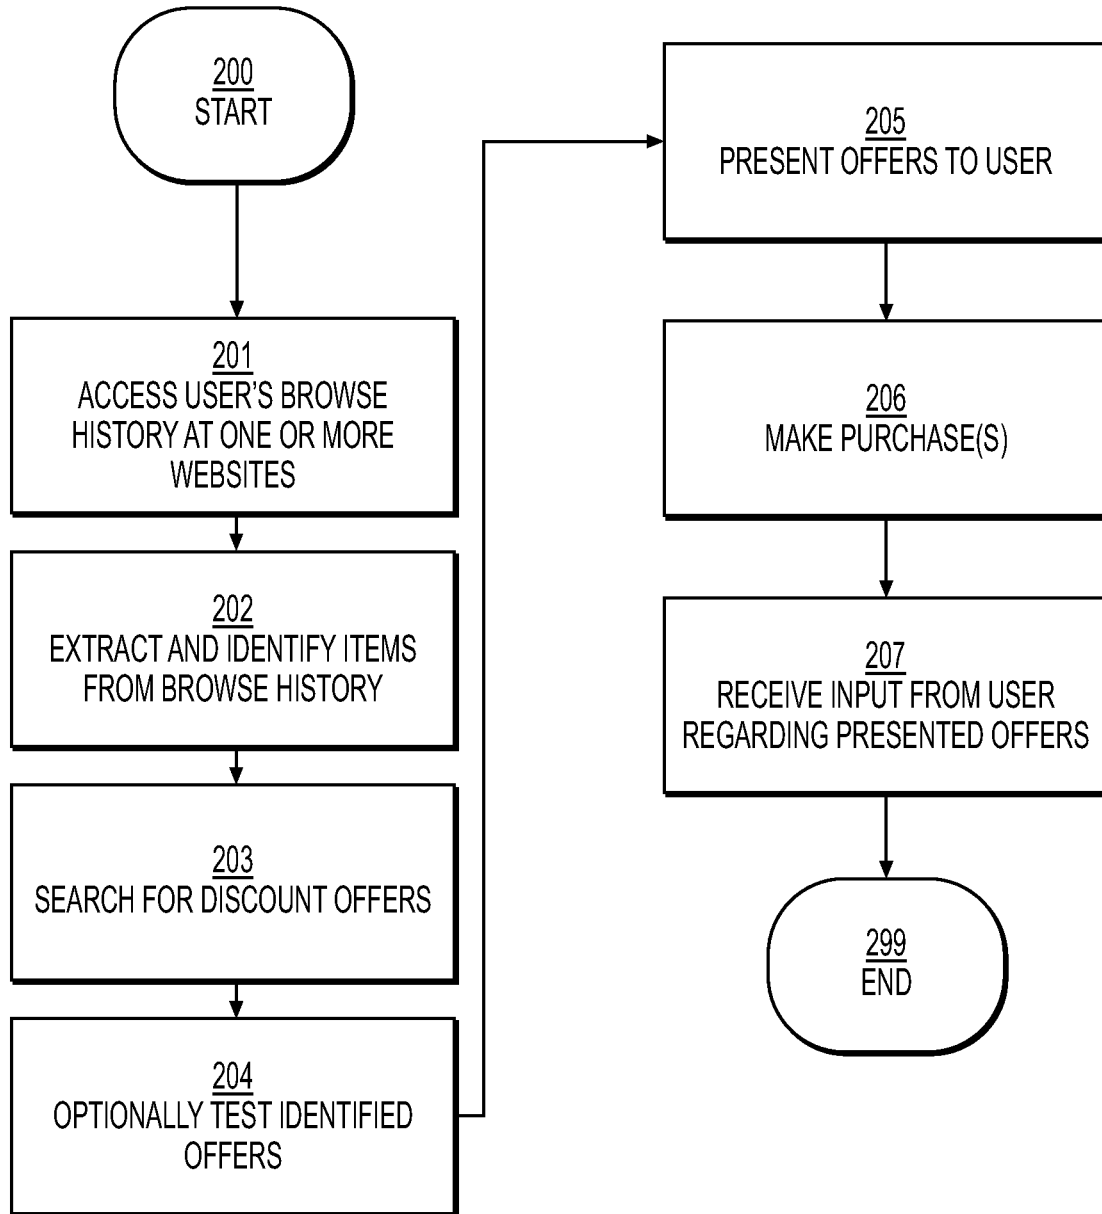 200
START
201
ACCESS USER'S BROWSE
HISTORY AT ONE OR MORE
WEBSITES
202
EXTRACT AND IDENTIFY ITEMS
FROM BROWSE HISTORY
203
SEARCH FOR DISCOUNT OFFERS
204
OPTIONALLY TEST IDENTIFIED
OFFERS
205
PRESENT OFFERS TO USER
206
MAKE PURCHASE(S)
207
RECEIVE INPUT FROM USER
REGARDING PRESENTED OFFERS
299
END